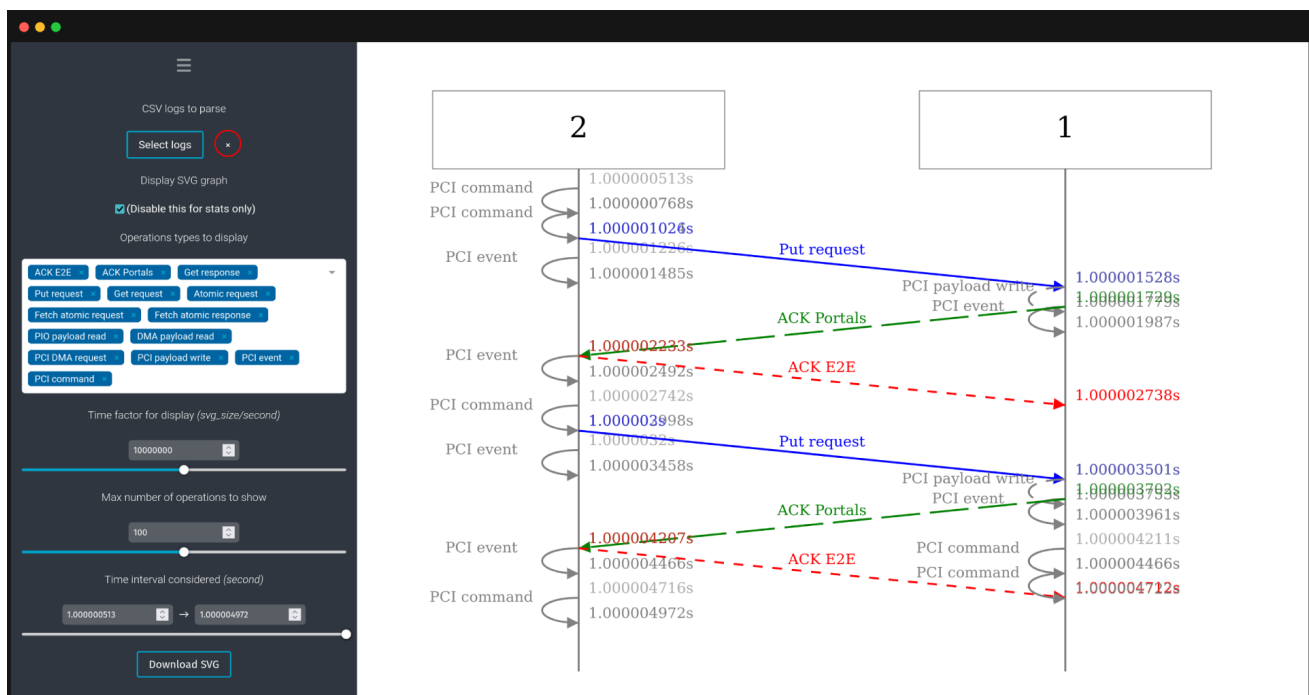 CSV logs to parse
Select logs ×
Display SVG graph
(Disable this for stats only)
Operations types to display
ACK E2E × ACK Portals × Get response ×
Put request × Get request × Atomic request ×
Fetch atomic request × Fetch atomic response ×
PIO payload read × DMA payload read ×
PCI DMA request × PCI payload write × PCI event ×
PCI command ×
Time factor for display (svg_size/second)
10000000
Max number of operations to show
100
Time interval considered (second)
1.000000513 → 1.000004972
Download SVG
2 1
1.000000513s
PCI command
1.000000768s
PCI command
1.000001226s
Put request
PCI event
1.000001485s
1.000001528s
PCI payload write
PCI event
1.000001987s
ACK Portals
1.000002233s
PCI event
1.000002492s
ACK E2E
1.000002738s
1.000002742s
PCI command
1.0000032s
Put request
PCI event
1.000003458s
1.000003501s
PCI payload write
PCI event
1.000003961s
ACK Portals
1.000004207s
1.000004211s
PCI event
PCI command
1.000004466s
1.000004466s
ACK E2E
PCI command
1.000004716s
PCI command
1.000004972s